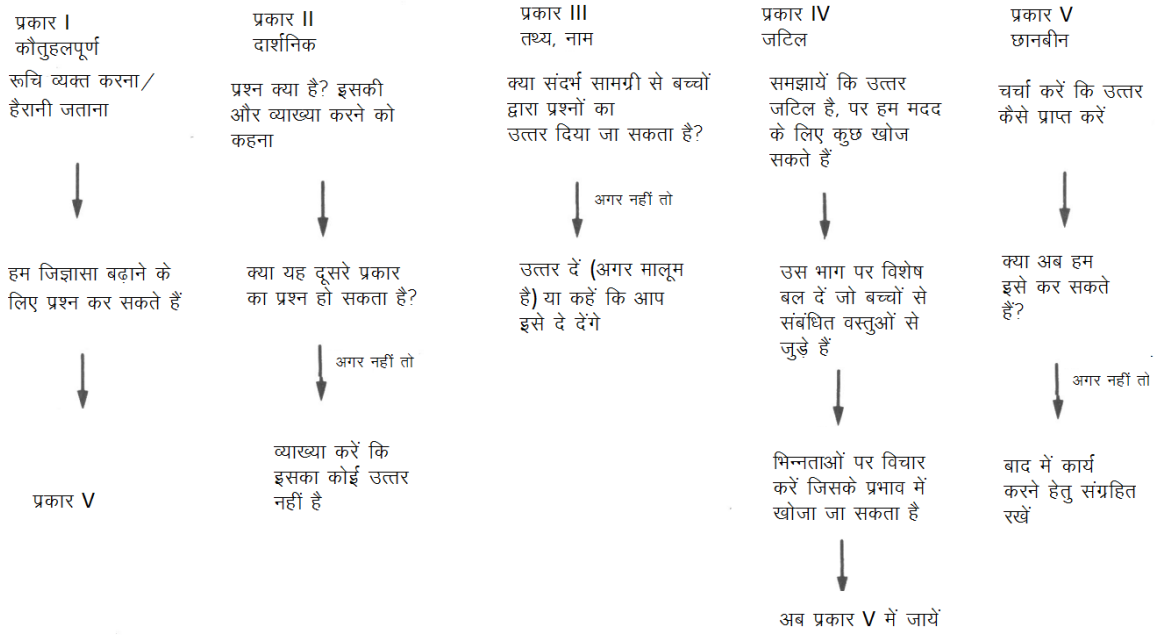 प्रकार I
कौतुहलपूर्ण
रूचि व्यक्त करना/
हैरानी जताना
हम जिज्ञासा बढ़ाने के
लिए प्रश्न कर सकते हैं
प्रकार V
प्रकार II
दार्शनिक
प्रश्न क्या है? इसकी
और व्याख्या करने को
कहना
क्या यह दूसरे प्रकार
का प्रश्न हो सकता है?
अगर नहीं तो
व्याख्या करें कि
इसका कोई उत्तर
नहीं है
प्रकार III
तथ्य, नाम
क्या संदर्भ सामग्री से बच्चों
द्वारा प्रश्नों का
उत्तर दिया जा सकता है?
अगर नहीं तो
उत्तर दें (अगर मालूम
है) या कहें कि आप
इसे दे देंगे
प्रकार IV
जटिल
समझायें कि उत्तर
जटिल है, पर हम मदद
के लिए कुछ खोज
सकते हैं
उस भाग पर विशेष
बल दें जो बच्चों से
संबंधित वस्तुओं से
जुड़े हैं
भिन्नताओं पर विचार
करें जिसके प्रभाव में
खोजा जा सकता है
अब प्रकार V में जायें
प्रकार V
छानबीन
चर्चा करें कि उत्तर
कैसे प्राप्त करें
क्या अब हम
इसे कर सकते
हैं?
अगर नहीं तो
बाद में कार्य
करने हेतु संग्रहित
रखें